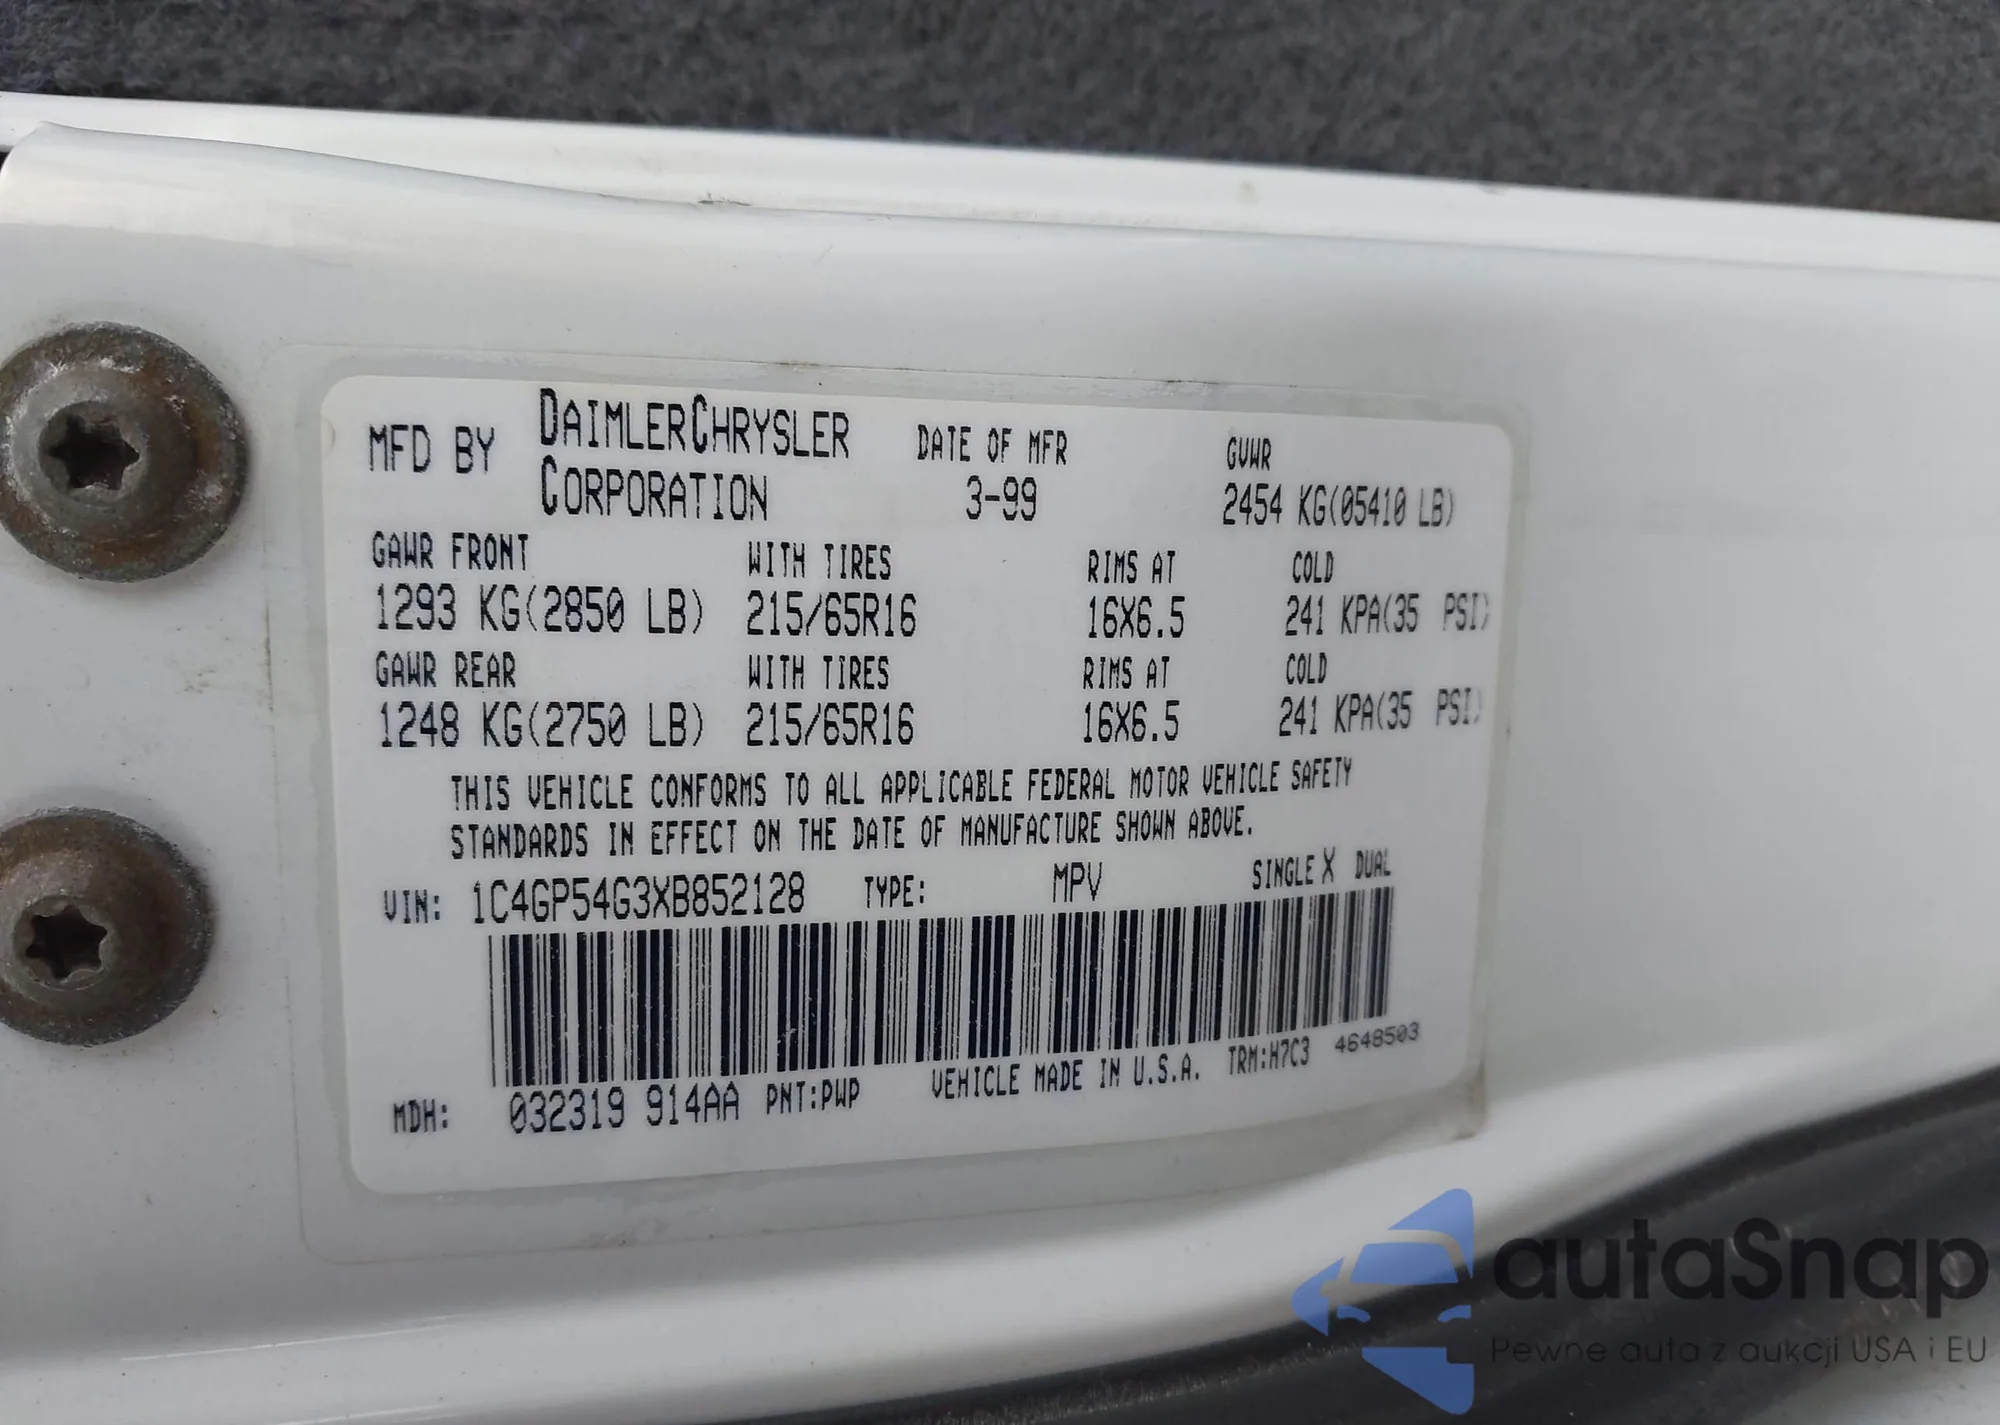 MFD BY DAIMLERCHRYSLER CORPORATION DATE OF MFR 3-99 GVWR 2454 KG(05410 LB)
GAWR FRONT WITH TIRES RIMS AT COLD
1293 KG(2850 LB) 215/65R16 16X6.5 241 KPA(35 PSI)
GAWR REAR WITH TIRES RIMS AT COLD
1248 KG(2750 LB) 215/65R16 16X6.5 241 KPA(35 PSI)
THIS VEHICLE CONFORMS TO ALL APPLICABLE FEDERAL MOTOR VEHICLE SAFETY
STANDARDS IN EFFECT ON THE DATE OF MANUFACTURE SHOWN ABOVE.
VIN: 1C4GP54G3XB852128 TYPE: MPV SINGLE X DUAL
MDH: 032319 914AA PNT:PWP VEHICLE MADE IN U.S.A. TRM:H7C3 4648503
autaSnap
Pewne auta z aukcji USA i EU